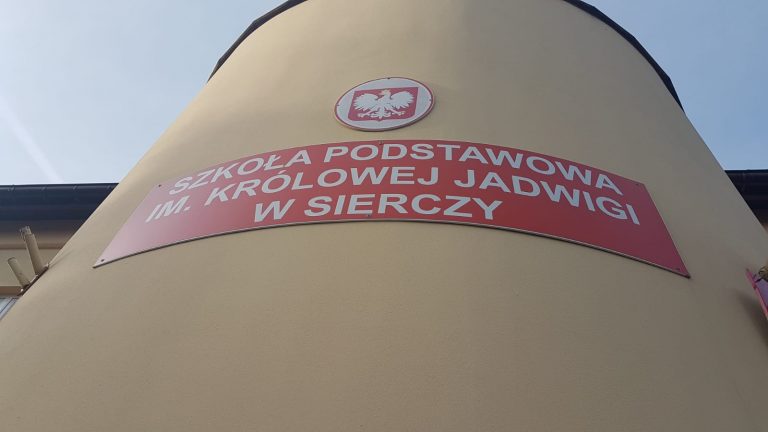 SZKOŁA PODSTAWOWA
IM. KRÓLOWEJ JADWIGI
W SIERCZY